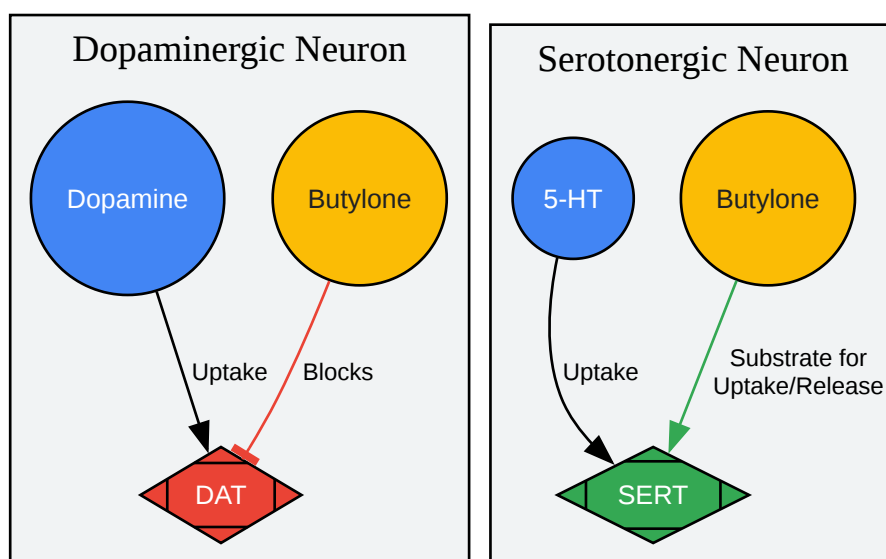 Dopaminergic Neuron
Dopamine
Butylone
Uptake
Blocks
DAT
Serotonergic Neuron
5-HT
Butylone
Uptake
Substrate for
Uptake/Release
SERT